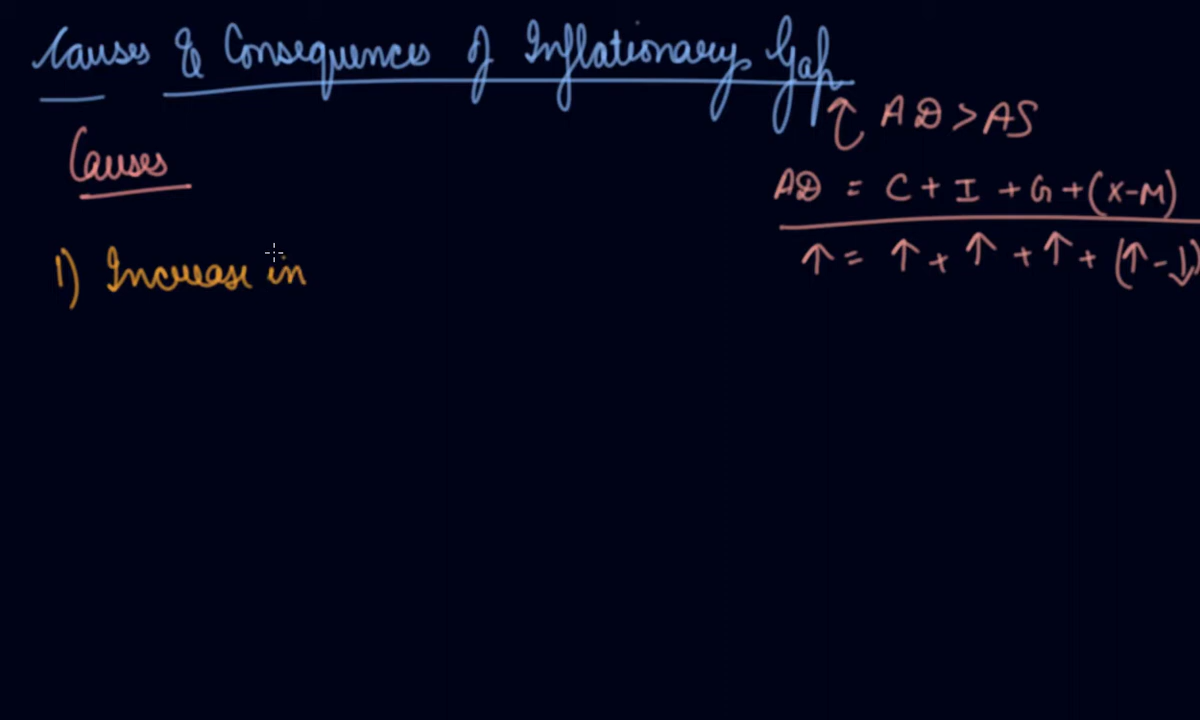 Causes & Consequences of Inflationary Gap
↑ AD > AS
Causes
AD = C + I + G + (X-M)
↑ = ↑ + ↑ + ↑ + (↑ - ↓)
1) Increase in